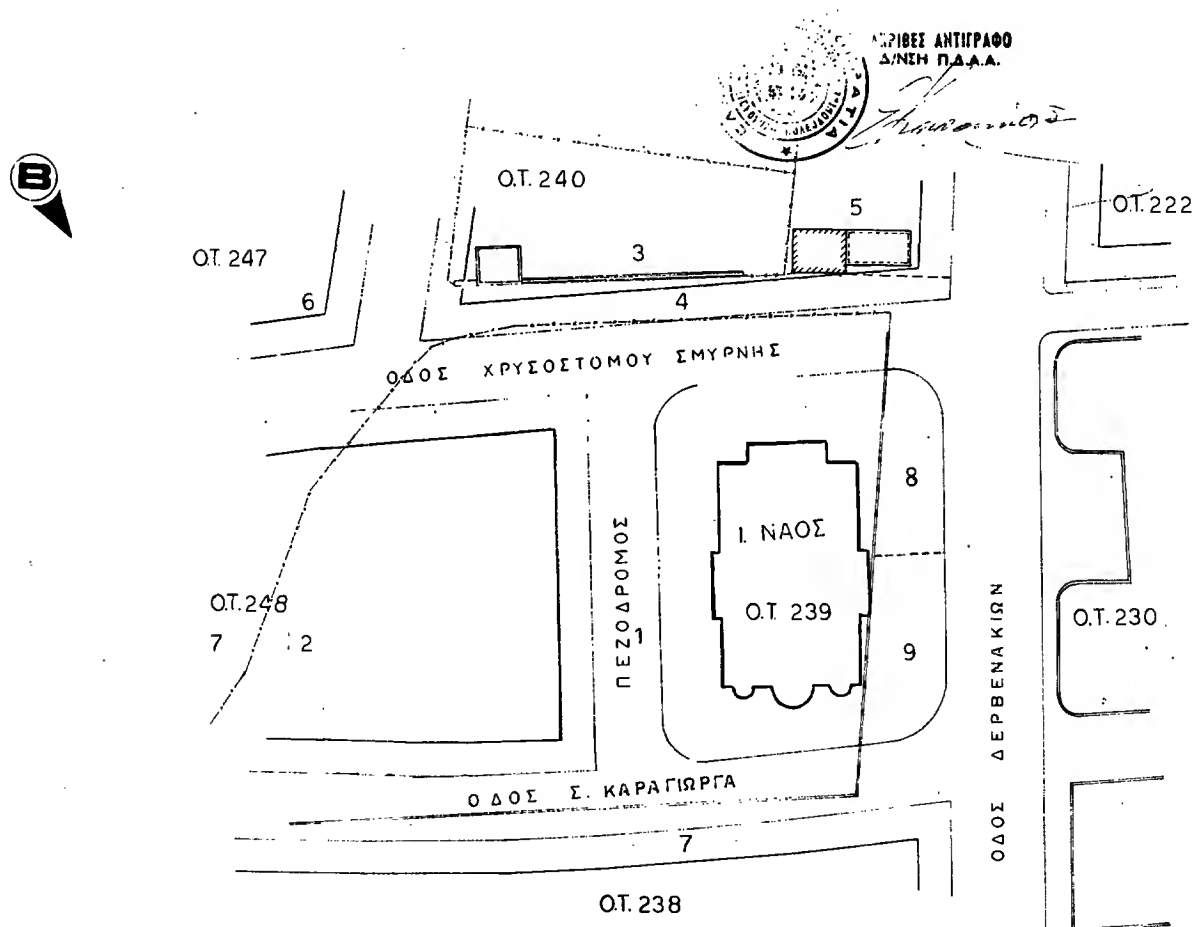 ΑΚΡΙΒΕΣ ΑΝΤΙΓΡΑΦΟ
Δ/ΝΣΗ Π.Δ.Α.Α.
Β
Ο.Τ. 240
5
Ο.Τ. 222
Ο.Τ. 247
3
6
4
ΟΔΟΣ ΧΡΥΣΟΣΤΟΜΟΥ ΣΜΥΡΝΗΣ
8
Ι. ΝΑΟΣ
ΠΕΖΟΔΡΟΜΟΣ
Ο.Τ. 248
Ο.Τ. 239
Ο.Τ. 230
7
2
1
9
ΟΔΟΣ ΔΕΡΒΕΝΑΚΙΩΝ
ΟΔΟΣ Σ. ΚΑΡΑΓΙΩΡΓΑ
7
Ο.Τ. 238